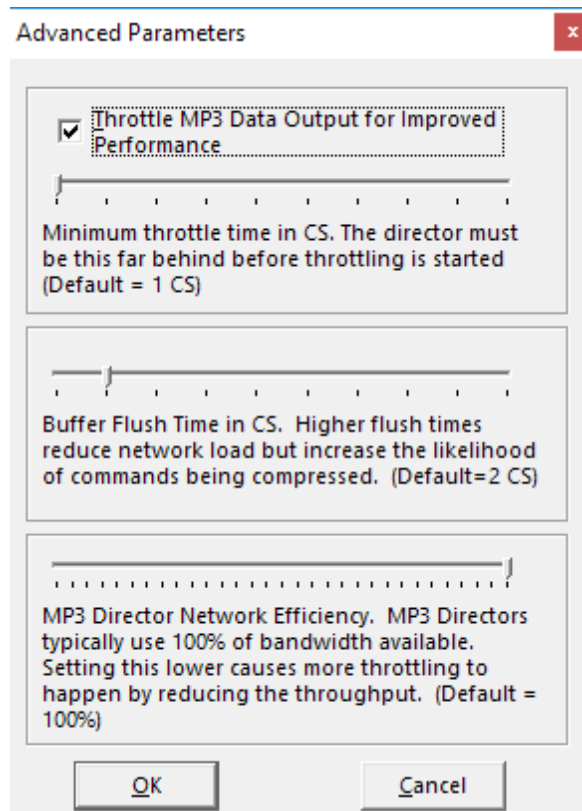 Advanced Parameters
x
Throttle MP3 Data Output for Improved
Performance
Minimum throttle time in CS. The director must
be this far behind before throttling is started
(Default = 1 CS)
Buffer Flush Time in CS.  Higher flush times
reduce network load but increase the likelihood
of commands being compressed.  (Default=2 CS)
MP3 Director Network Efficiency.  MP3 Directors
typically use 100% of bandwidth available.
Setting this lower causes more throttling to
happen by reducing the throughput.  (Default =
100%)
OK
Cancel